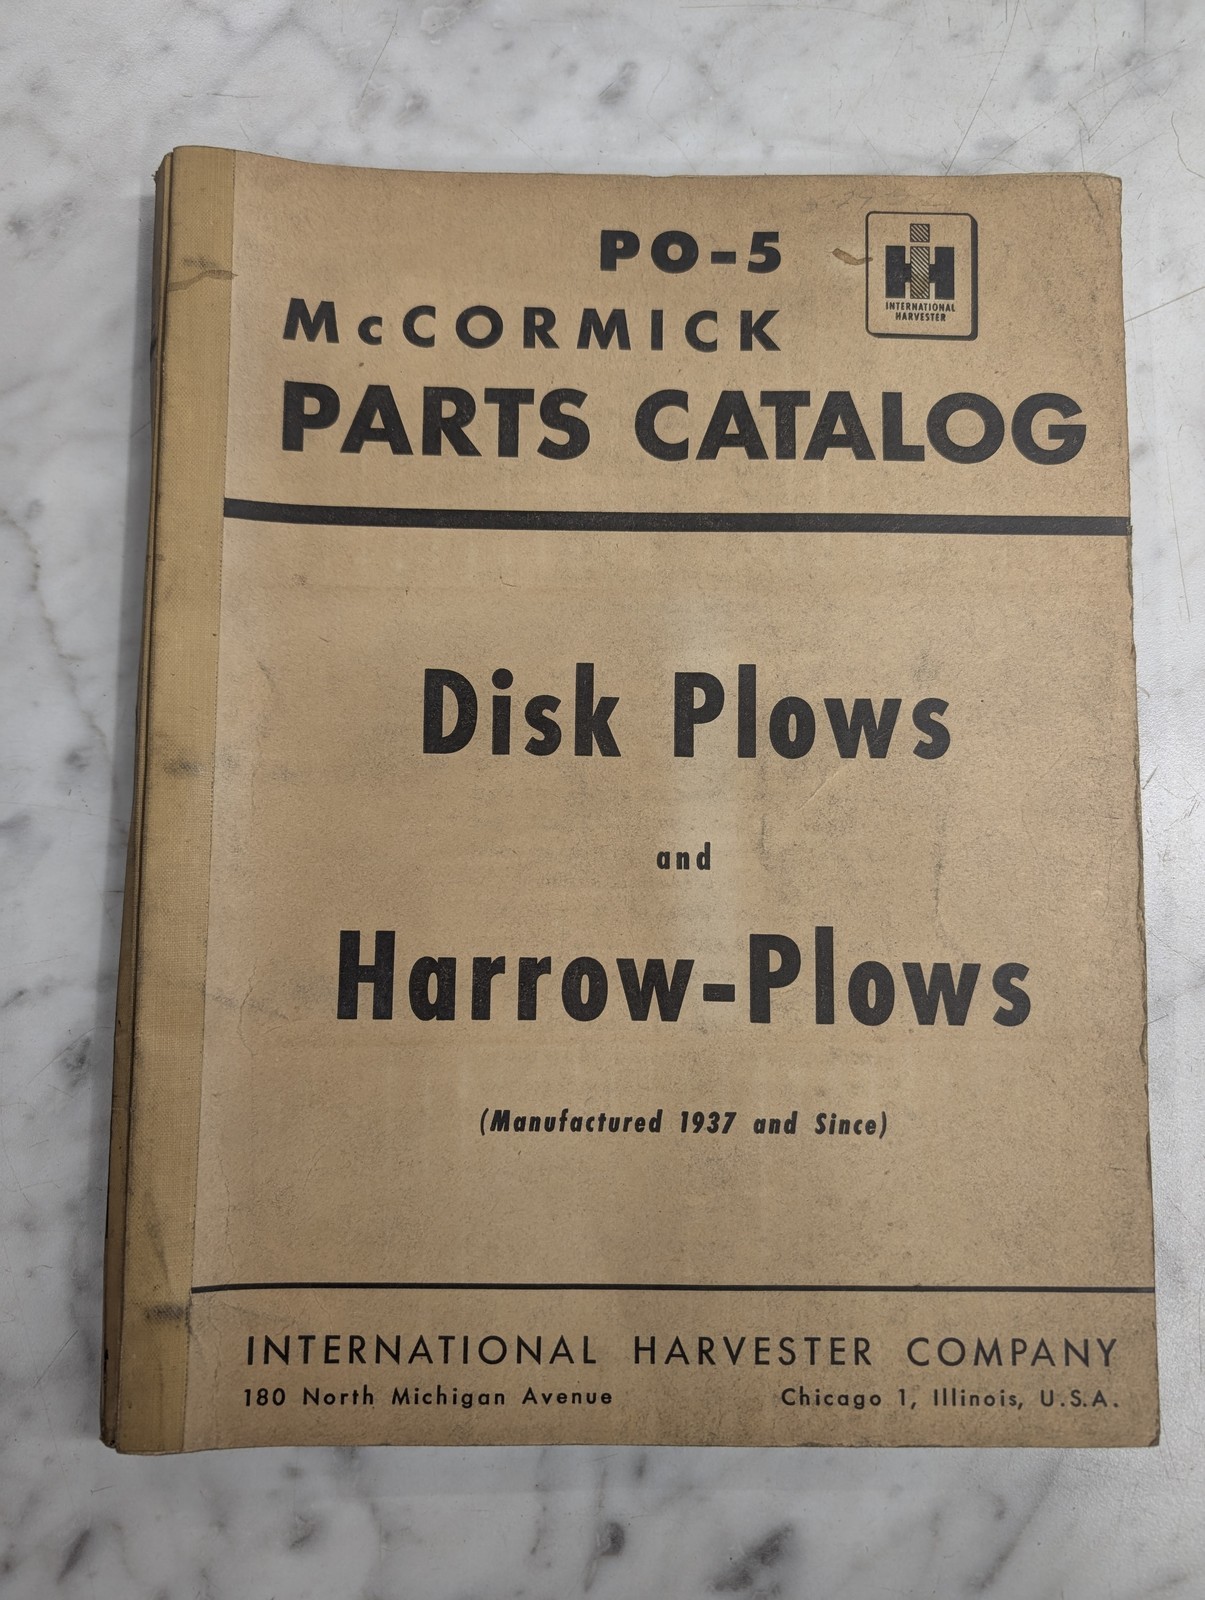 PO-5
McCORMICK
IH
INTERNATIONAL
HARVESTER
PARTS CATALOG
Disk Plows
and
Harrow-Plows
(Manufactured 1937 and Since)
INTERNATIONAL HARVESTER COMPANY
180 North Michigan Avenue Chicago 1, Illinois, U.S.A.